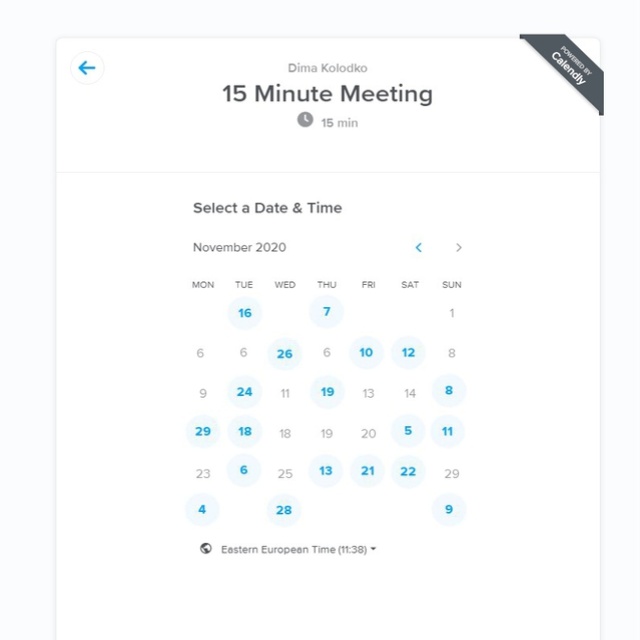 POWERED BY
Calendly
Dima Kolodko
15 Minute Meeting
15 min
Select a Date & Time
November 2020
MON TUE WED THU FRI SAT SUN
16 7 1
6 6 26 6 10 12 8
9 24 11 19 13 14 8
29 18 18 19 20 5 11
23 6 25 13 21 22 29
4 28 9
Eastern European Time (11:38)